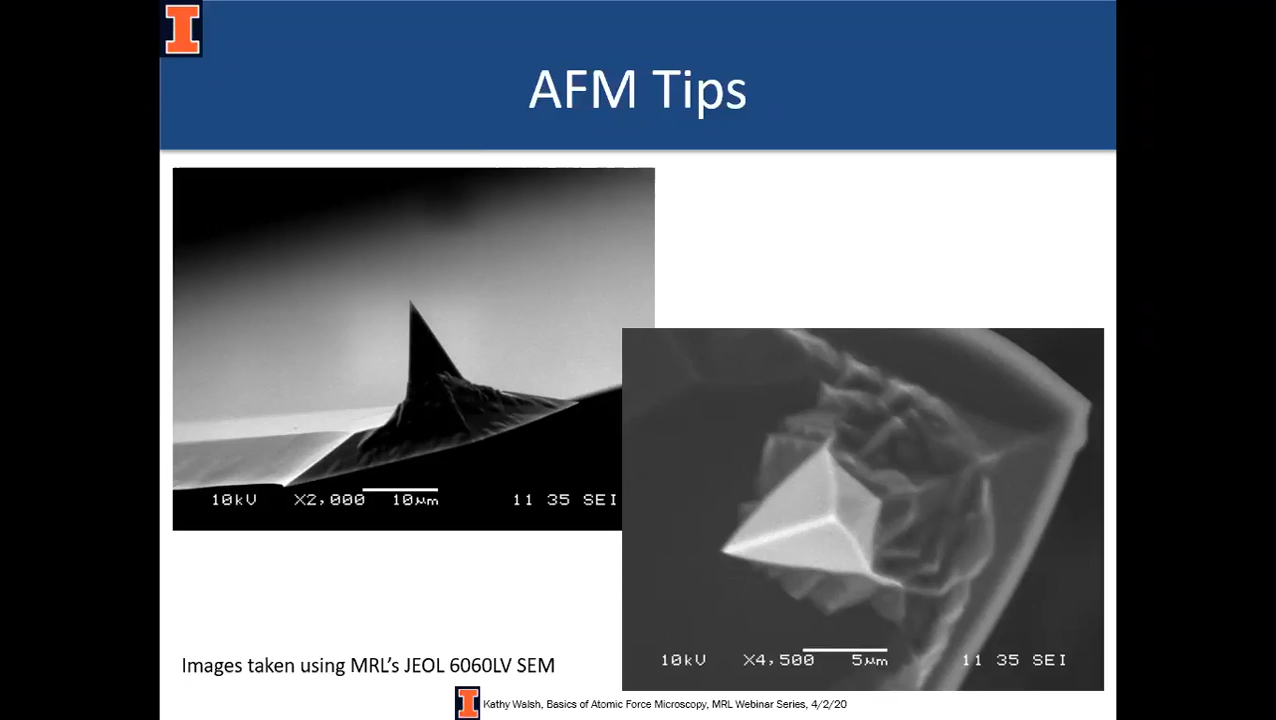 AFM Tips
10kV X2,000 10μm 11 35 SEI
10kV X4,500 5μm 11 35 SEI
Images taken using MRL's JEOL 6060LV SEM
Kathy Walsh, Basics of Atomic Force Microscopy, MRL Webinar Series, 4/2/20